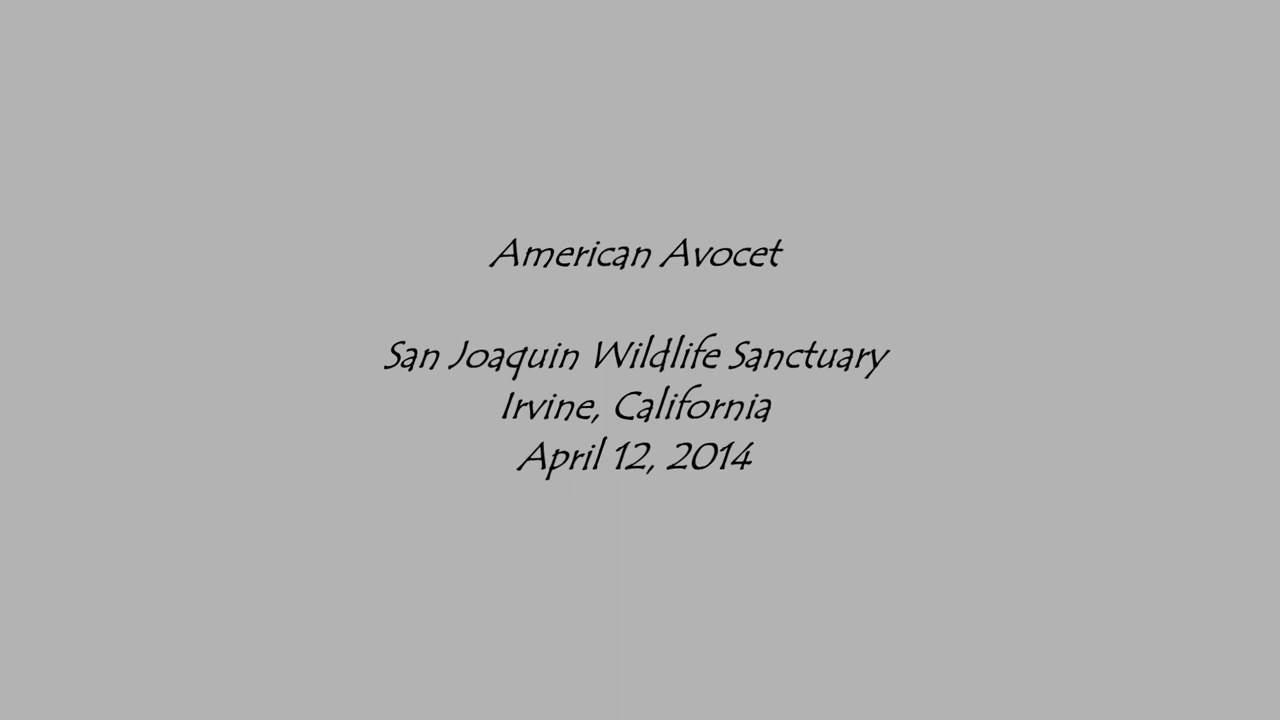 American Avocet
San Joaquin Wildlife Sanctuary
Irvine, California
April 12, 2014